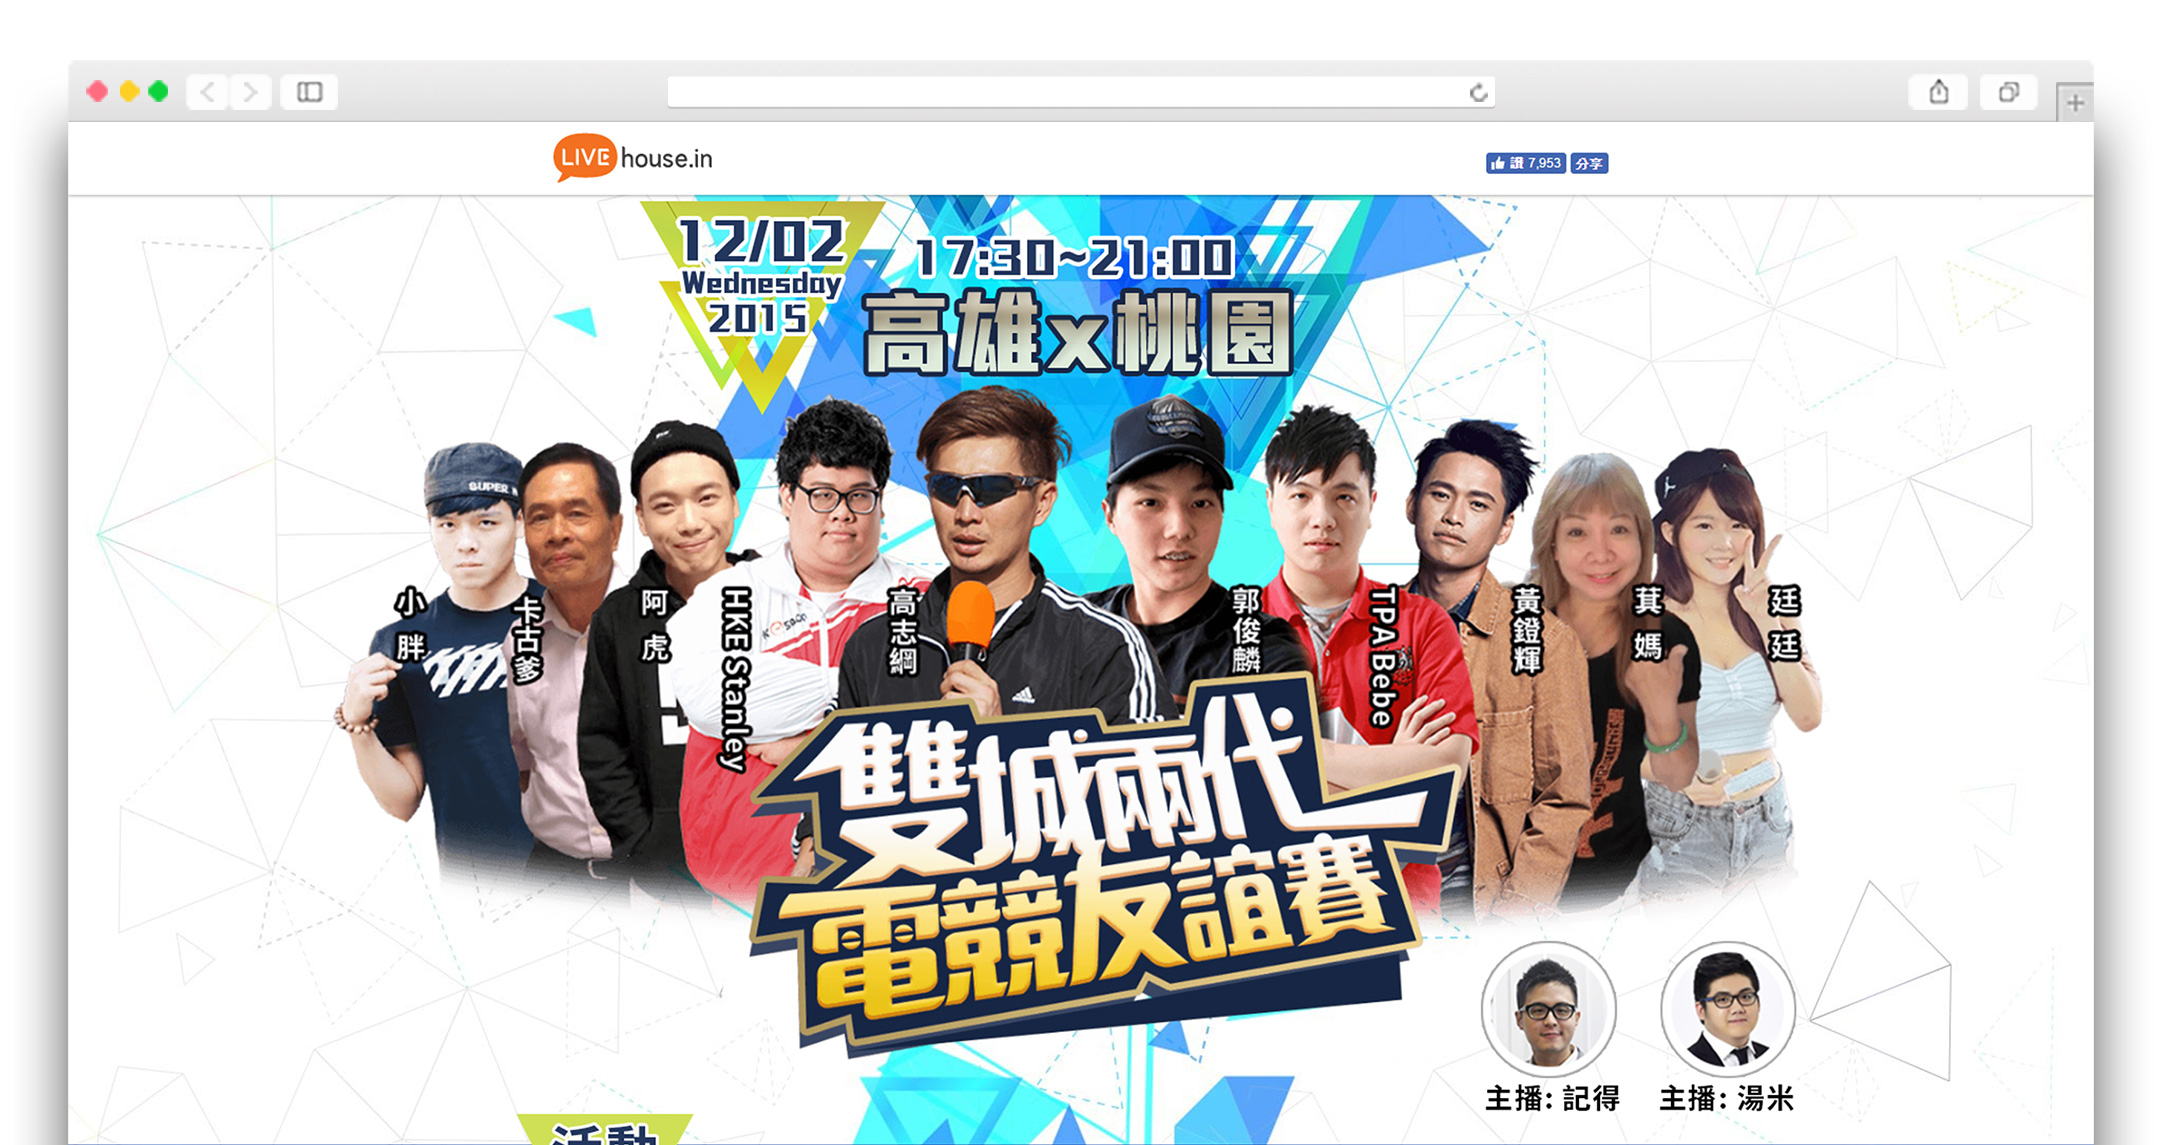 LIVE house.in
讚 7,953 分享
12/02
Wednesday
2015
17:30~21:00
高雄x桃園
SUPER
小胖
卡古爹
阿虎
HKE Stanley
高志綱
郭俊麟
TPA Bebe
黃鐙輝
萁媽
廷廷
adidas
雙城兩代
電競友誼賽
主播: 記得
主播: 湯米
活動